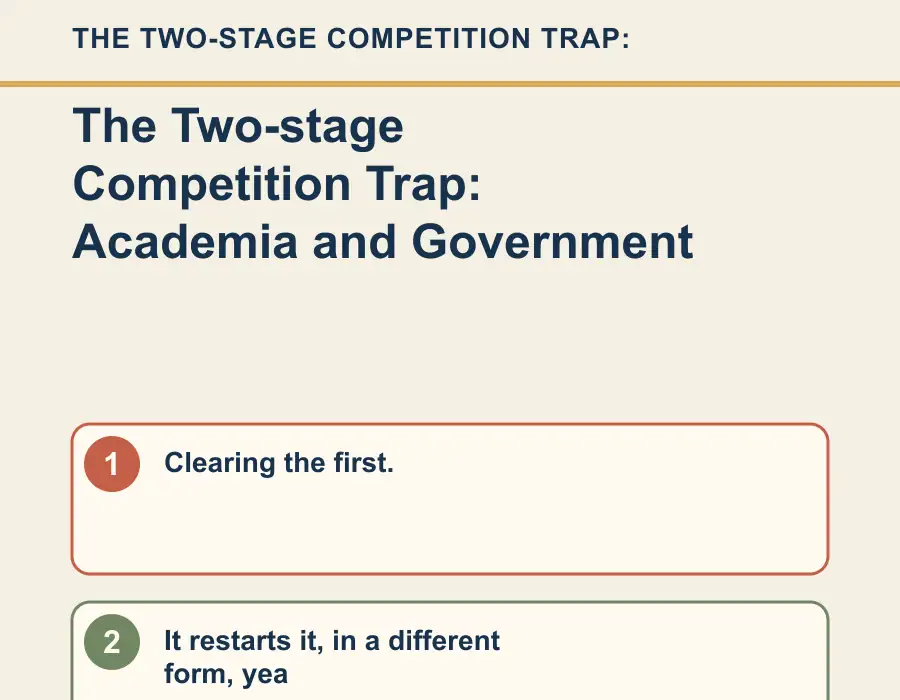 THE TWO-STAGE COMPETITION TRAP:
The Two-stage
Competition Trap:
Academia and Government
1
Clearing the first.
2
It restarts it, in a different
form, yea